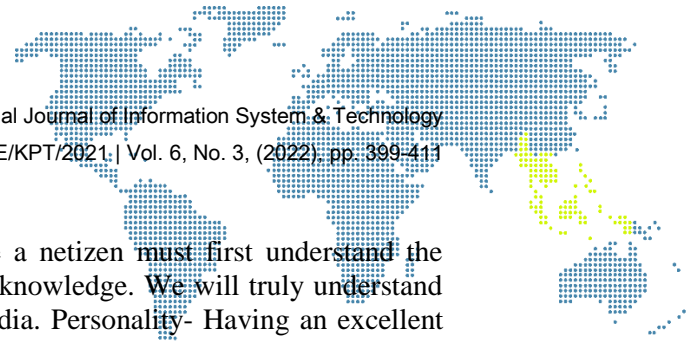 al Journal of Information System & Technology
E/KPT/2021 | Vol. 6, No. 3, (2022), pp. 399-411
a netizen must first understand the
knowledge. We will truly understand
dia. Personality- Having an excellent